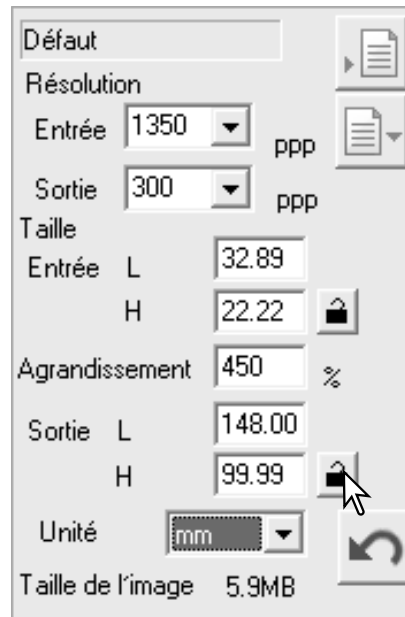 Défaut
Résolution
Entrée 1350 ppp
Sortie 300 ppp
Taille
Entrée L 32.89
H 22.22
Agrandissement 450 %
Sortie L 148.00
H 99.99
Unité mm
Taille de l'image 5.9MB